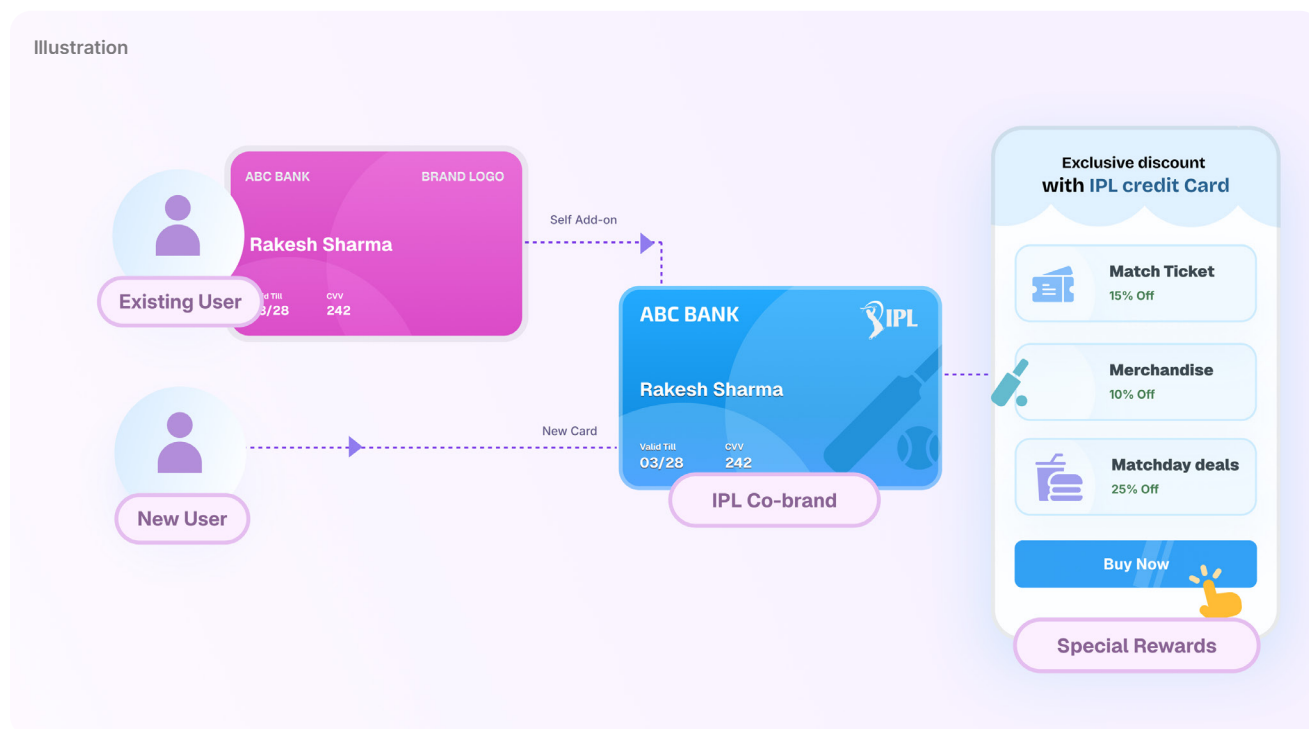 Illustration
ABC BANK
BRAND LOGO
Rakesh Sharma
Till
CVV
/28
242
Existing User
Self Add-on
New User
New Card
ABC BANK
IPL
Rakesh Sharma
Valid Till
CVV
03/28
242
IPL Co-brand
Exclusive discount
with IPL credit Card
Match Ticket
15% Off
Merchandise
10% Off
Matchday deals
25% Off
Buy Now
Special Rewards